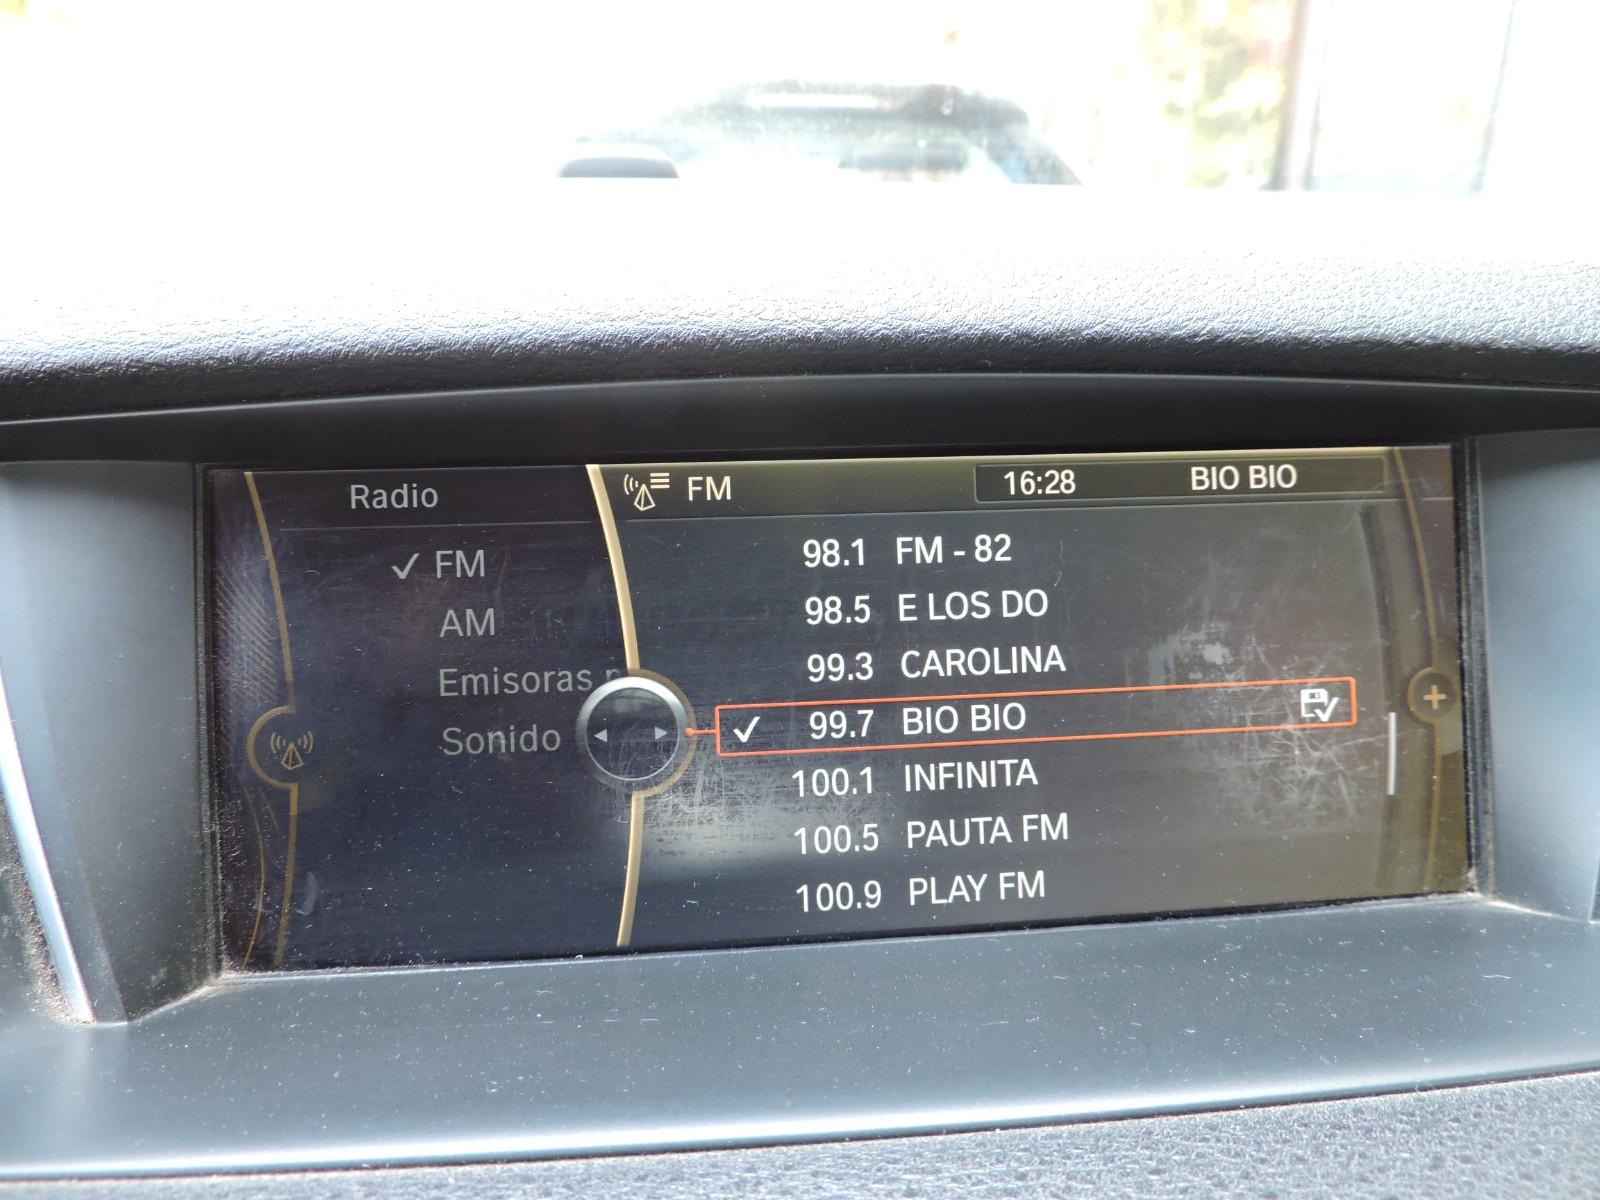 Radio
FM
AM
Emisoras
Sonido
FM 16:28 BIO BIO
98.1 FM - 82
98.5 E LOS DO
99.3 CAROLINA
99.7 BIO BIO
100.1 INFINITA
100.5 PAUTA FM
100.9 PLAY FM